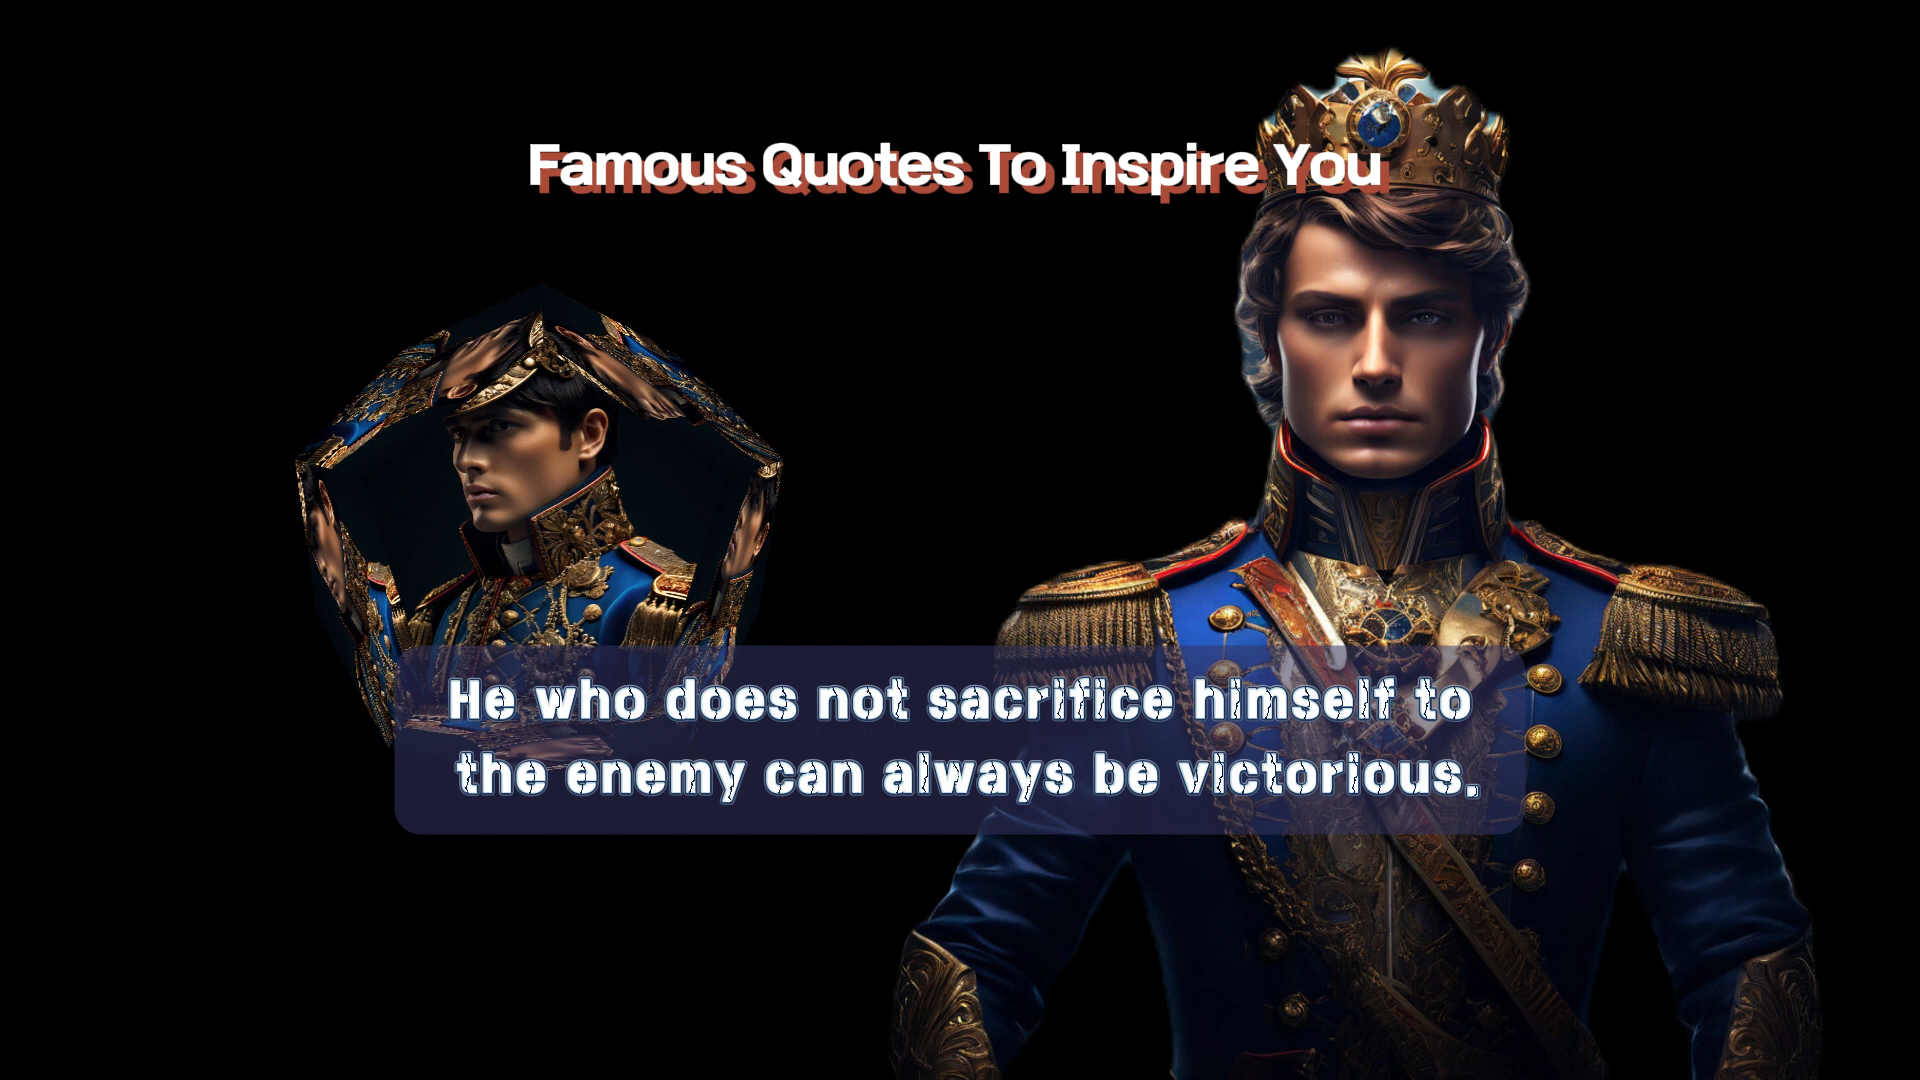 Famous Quotes To Inspire You
He who does not sacrifice himself to
the enemy can always be victorious.